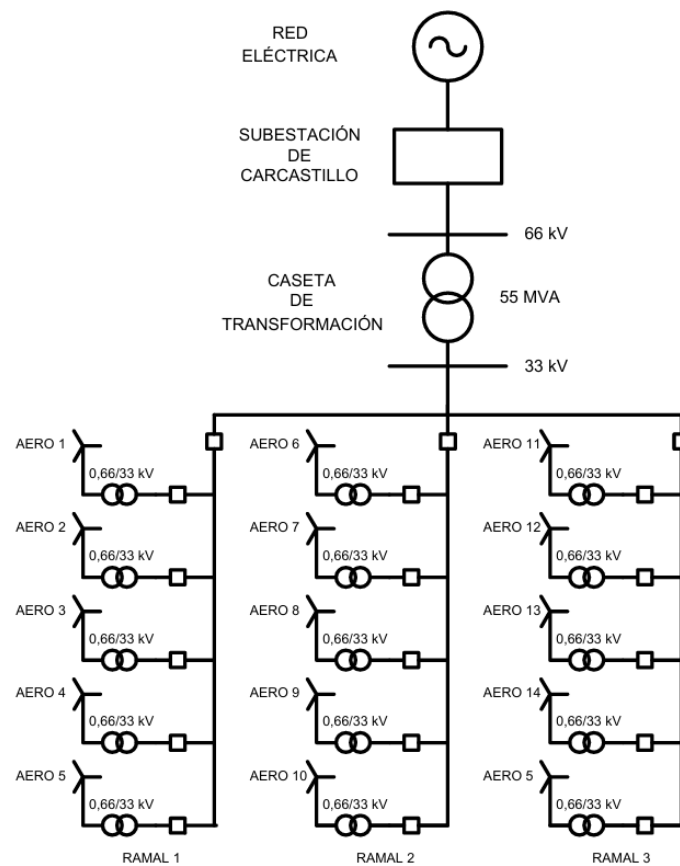 RED
ELÉCTRICA
SUBESTACIÓN
DE
CARCASTILLO
66 kV
CASETA
DE
TRANSFORMACIÓN
55 MVA
33 kV
AERO 1
0,66/33 kV
AERO 2
0,66/33 kV
AERO 3
0,66/33 kV
AERO 4
0,66/33 kV
AERO 5
0,66/33 kV
RAMAL 1
AERO 6
0,66/33 kV
AERO 7
0,66/33 kV
AERO 8
0,66/33 kV
AERO 9
0,66/33 kV
AERO 10
0,66/33 kV
RAMAL 2
AERO 11
0,66/33 kV
AERO 12
0,66/33 kV
AERO 13
0,66/33 kV
AERO 14
0,66/33 kV
AERO 5
0,66/33 kV
RAMAL 3